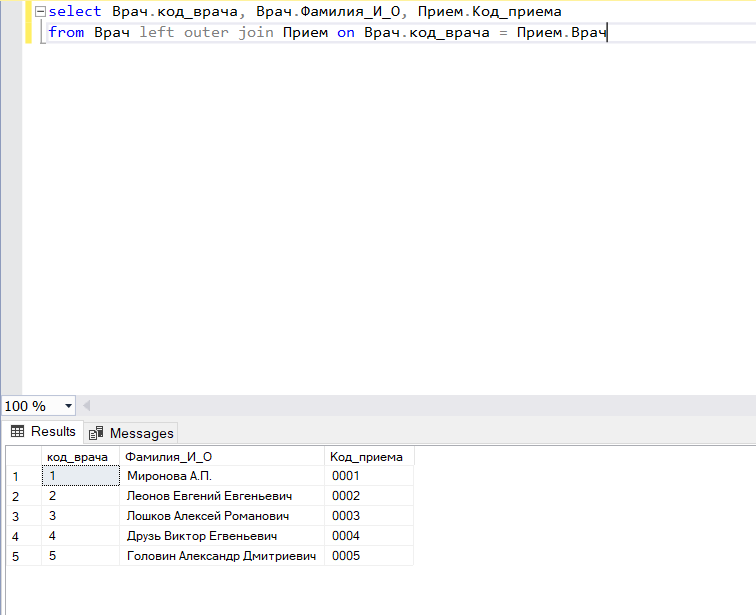 select Врач.код_врача, Врач.Фамилия_И_О, Прием.Код_приема
from Врач left outer join Прием on Врач.код_врача = Прием.Врач
100 %
Results Messages
код_врача Фамилия_И_О Код_приема
1 1 Миронова А.П. 0001
2 2 Леонов Евгений Евгеньевич 0002
3 3 Лошков Алексей Романович 0003
4 4 Друзь Виктор Егвеньевич 0004
5 5 Головин Александр Дмитриевич 0005